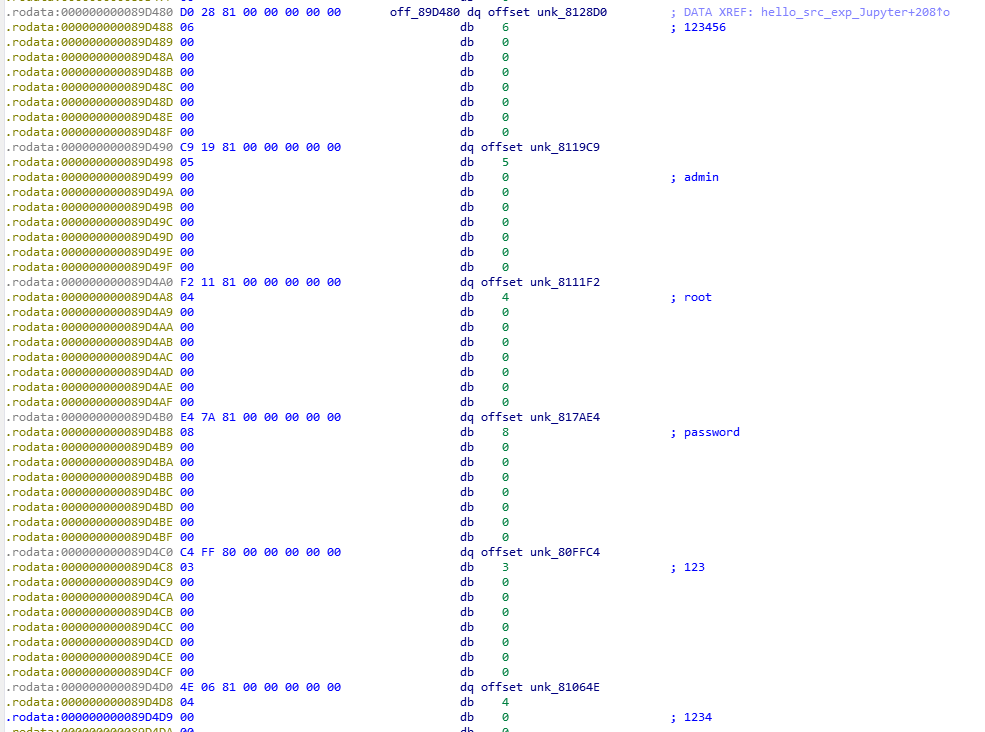 .rodata:000000000089D480 D0 28 81 00 00 00 00 00 off_89D480 dq offset unk_8128D0 ; DATA XREF: hello_src_exp_Jupyter+208↑o
.rodata:000000000089D488 06 db 6 ; 123456
.rodata:000000000089D489 00 db 0
.rodata:000000000089D48A 00 db 0
.rodata:000000000089D48B 00 db 0
.rodata:000000000089D48C 00 db 0
.rodata:000000000089D48D 00 db 0
.rodata:000000000089D48E 00 db 0
.rodata:000000000089D48F 00 db 0
.rodata:000000000089D490 C9 19 81 00 00 00 00 00 dq offset unk_8119C9
.rodata:000000000089D498 05 db 5
.rodata:000000000089D499 00 db 0 ; admin
.rodata:000000000089D49A 00 db 0
.rodata:000000000089D49B 00 db 0
.rodata:000000000089D49C 00 db 0
.rodata:000000000089D49D 00 db 0
.rodata:000000000089D49E 00 db 0
.rodata:000000000089D49F 00 db 0
.rodata:000000000089D4A0 F2 11 81 00 00 00 00 00 dq offset unk_8111F2
.rodata:000000000089D4A8 04 db 4 ; root
.rodata:000000000089D4A9 00 db 0
.rodata:000000000089D4AA 00 db 0
.rodata:000000000089D4AB 00 db 0
.rodata:000000000089D4AC 00 db 0
.rodata:000000000089D4AD 00 db 0
.rodata:000000000089D4AE 00 db 0
.rodata:000000000089D4AF 00 db 0
.rodata:000000000089D4B0 E4 7A 81 00 00 00 00 00 dq offset unk_817AE4
.rodata:000000000089D4B8 08 db 8 ; password
.rodata:000000000089D4B9 00 db 0
.rodata:000000000089D4BA 00 db 0
.rodata:000000000089D4BB 00 db 0
.rodata:000000000089D4BC 00 db 0
.rodata:000000000089D4BD 00 db 0
.rodata:000000000089D4BE 00 db 0
.rodata:000000000089D4BF 00 db 0
.rodata:000000000089D4C0 C4 FF 80 00 00 00 00 00 dq offset unk_80FFC4
.rodata:000000000089D4C8 03 db 3 ; 123
.rodata:000000000089D4C9 00 db 0
.rodata:000000000089D4CA 00 db 0
.rodata:000000000089D4CB 00 db 0
.rodata:000000000089D4CC 00 db 0
.rodata:000000000089D4CD 00 db 0
.rodata:000000000089D4CE 00 db 0
.rodata:000000000089D4CF 00 db 0
.rodata:000000000089D4D0 4E 06 81 00 00 00 00 00 dq offset unk_81064E
.rodata:000000000089D4D8 04 db 4
.rodata:000000000089D4D9 00 db 0 ; 1234